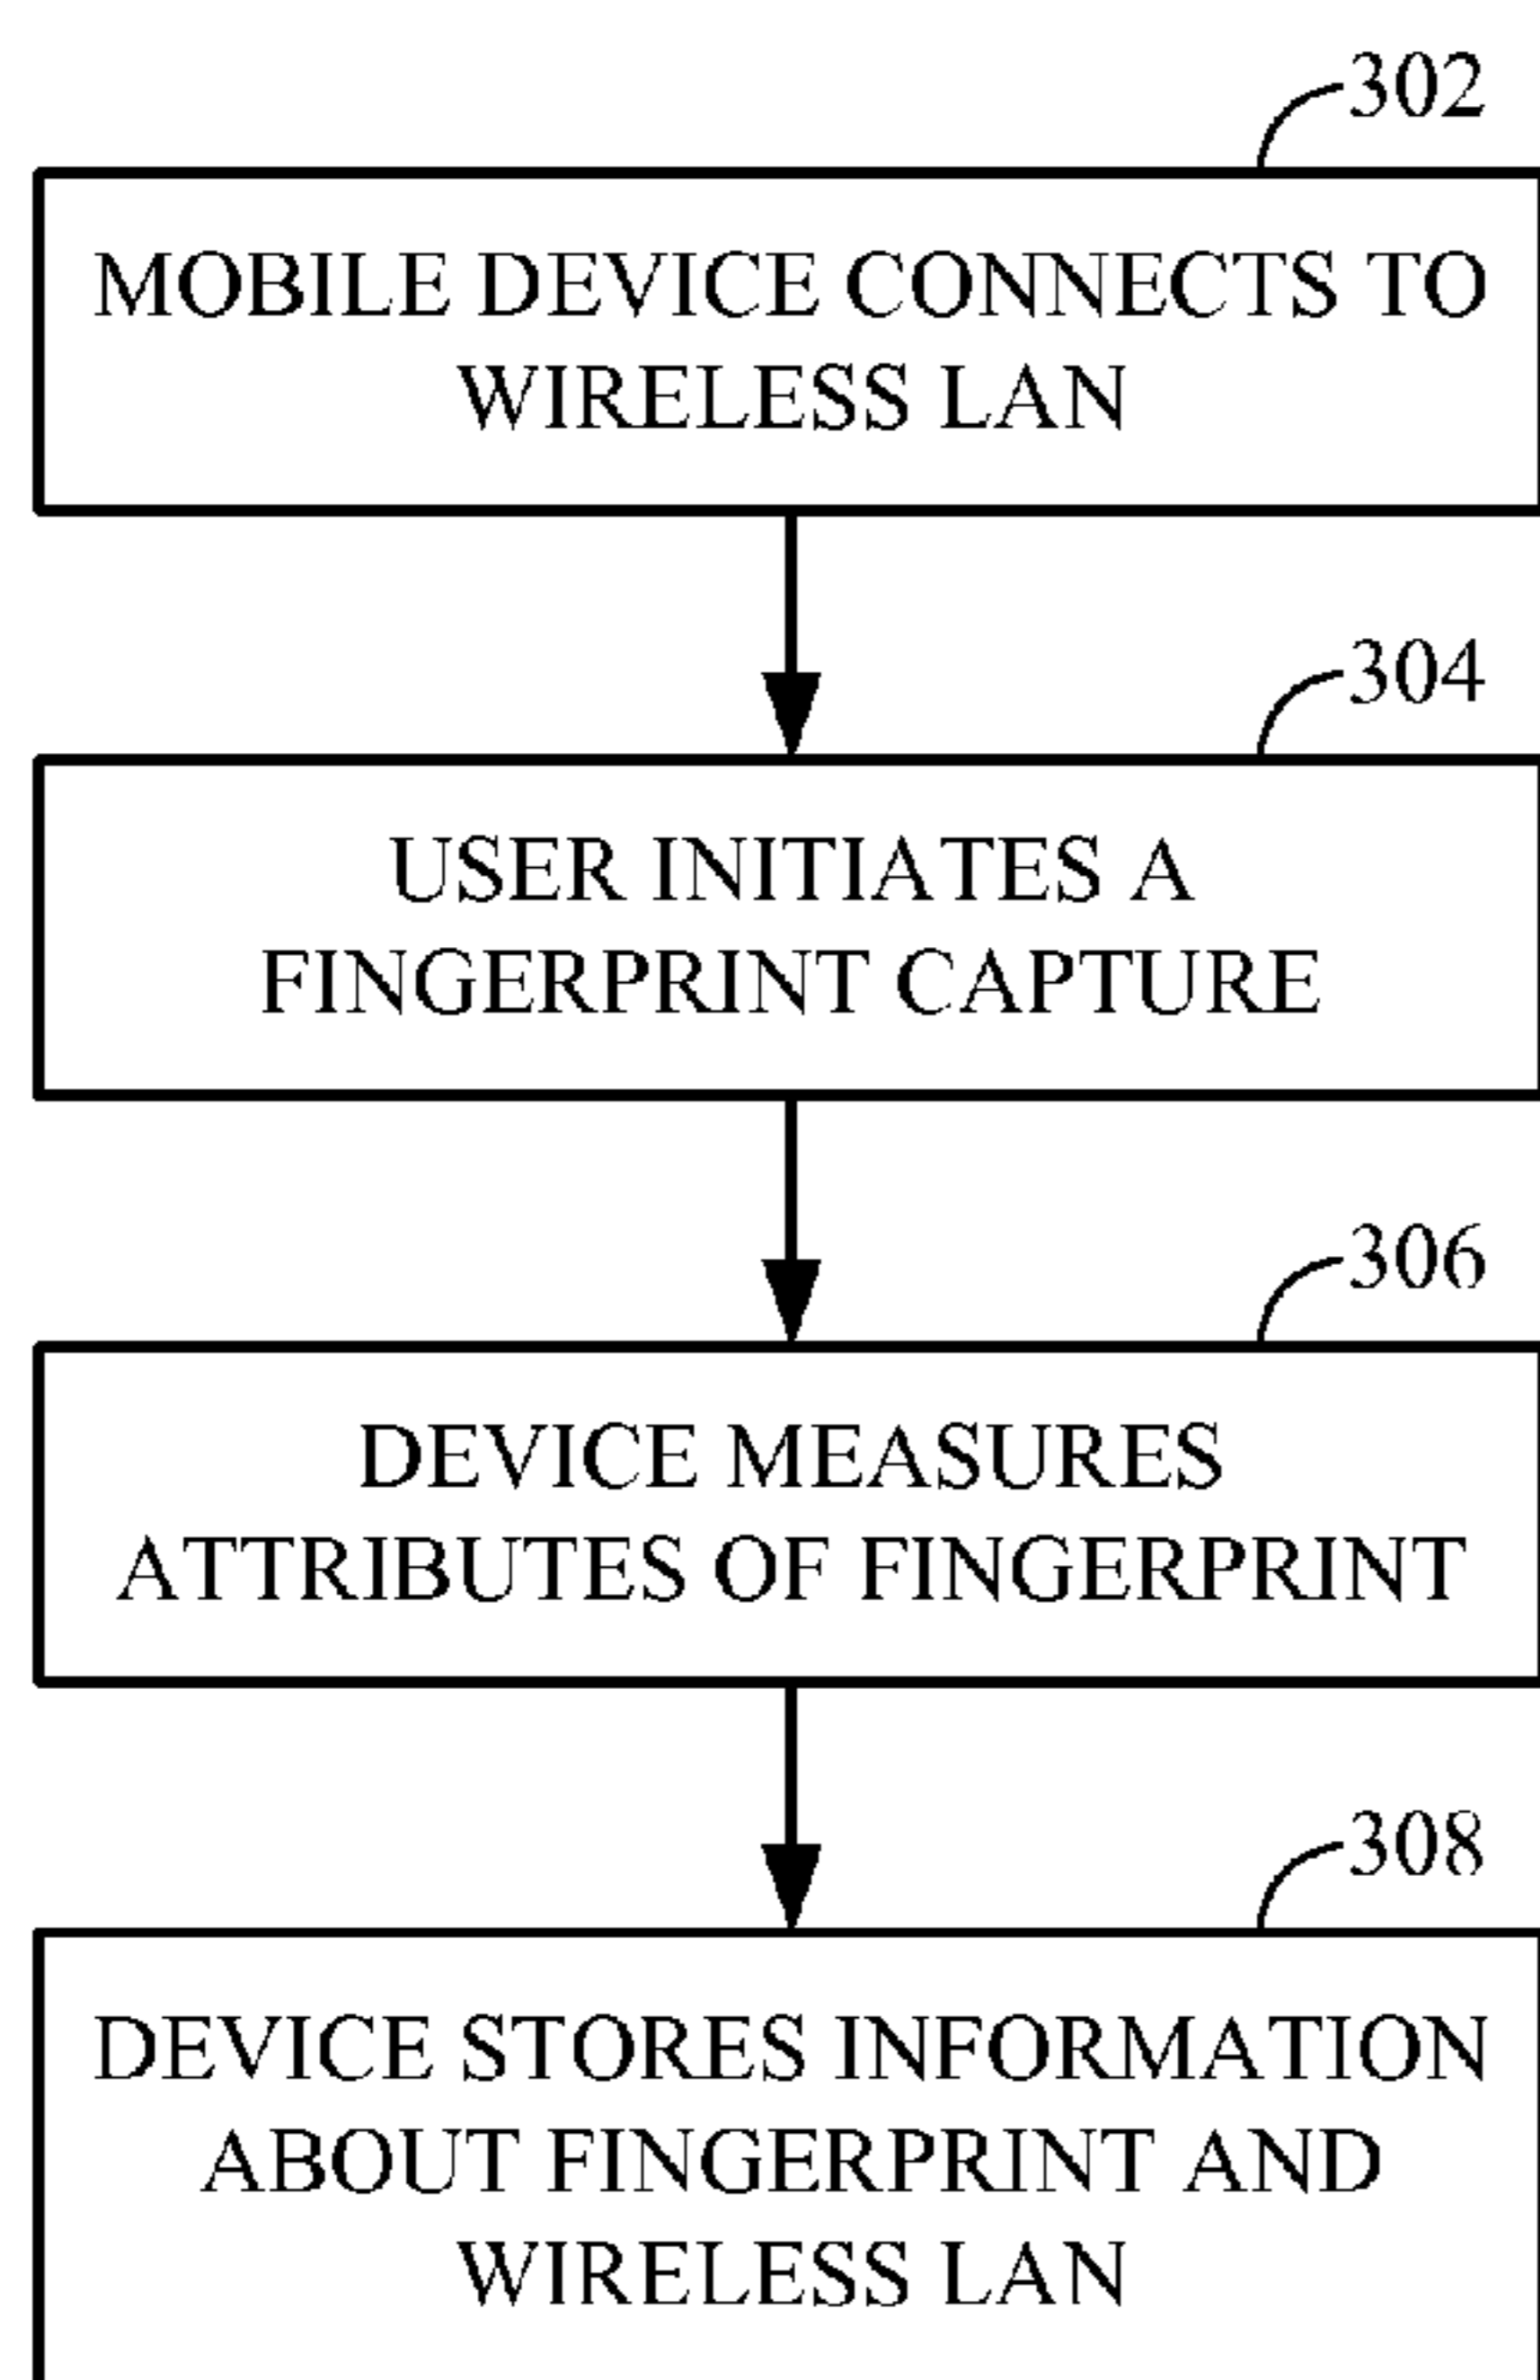 302
MOBILE DEVICE CONNECTS TO
WIRELESS LAN
304
USER INITIATES A
FINGERPRINT CAPTURE
306
DEVICE MEASURES
ATTRIBUTES OF FINGERPRINT
308
DEVICE STORES INFORMATION
ABOUT FINGERPRINT AND
WIRELESS LAN